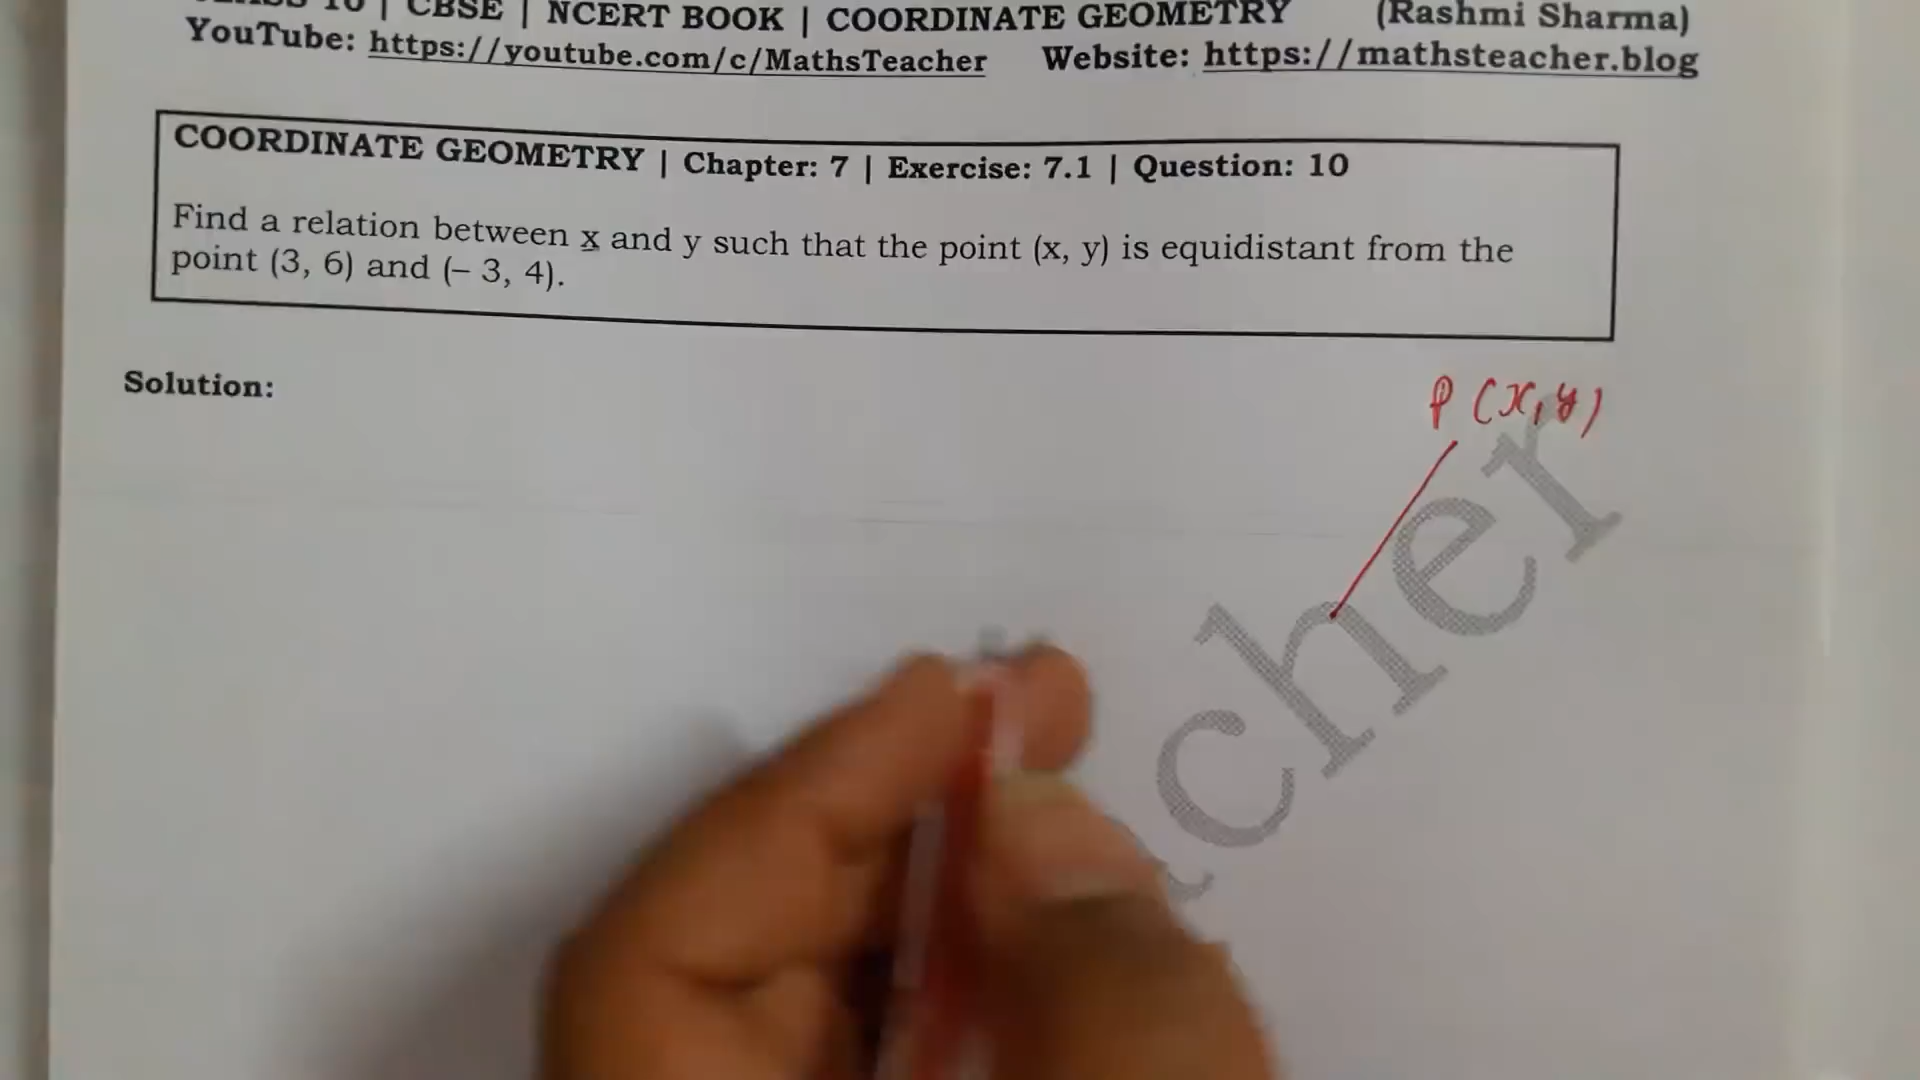 CLASS 10 | CBSE | NCERT BOOK | COORDINATE GEOMETRY (Rashmi Sharma)
YouTube: https://youtube.com/c/MathsTeacher Website: https://mathsteacher.blog
COORDINATE GEOMETRY | Chapter: 7 | Exercise: 7.1 | Question: 10
Find a relation between x and y such that the point (x, y) is equidistant from the
point (3, 6) and (– 3, 4).
Solution:
P (x, y)
cher